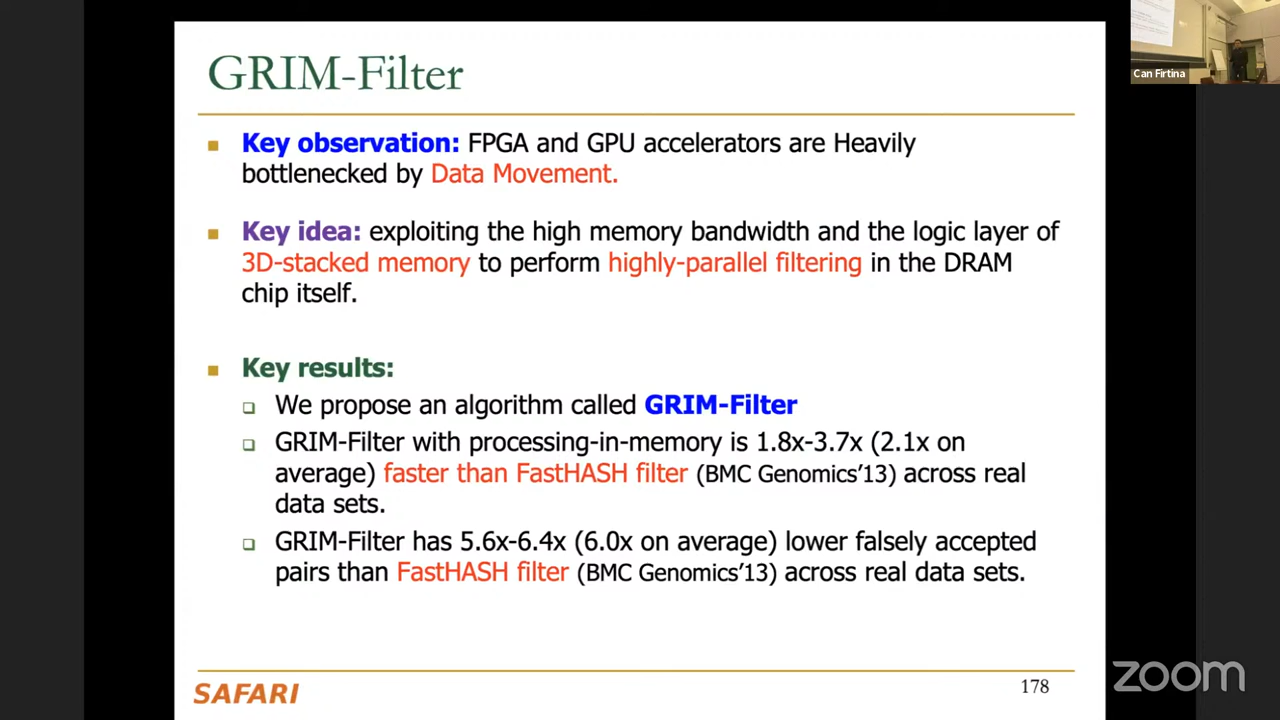 GRIM-Filter
Can Firtina
Key observation: FPGA and GPU accelerators are Heavily
bottlenecked by Data Movement.
Key idea: exploiting the high memory bandwidth and the logic layer of
3D-stacked memory to perform highly-parallel filtering in the DRAM
chip itself.
Key results:
We propose an algorithm called GRIM-Filter
GRIM-Filter with processing-in-memory is 1.8x-3.7x (2.1x on
average) faster than FastHASH filter (BMC Genomics’13) across real
data sets.
GRIM-Filter has 5.6x-6.4x (6.0x on average) lower falsely accepted
pairs than FastHASH filter (BMC Genomics’13) across real data sets.
SAFARI
178
zoom